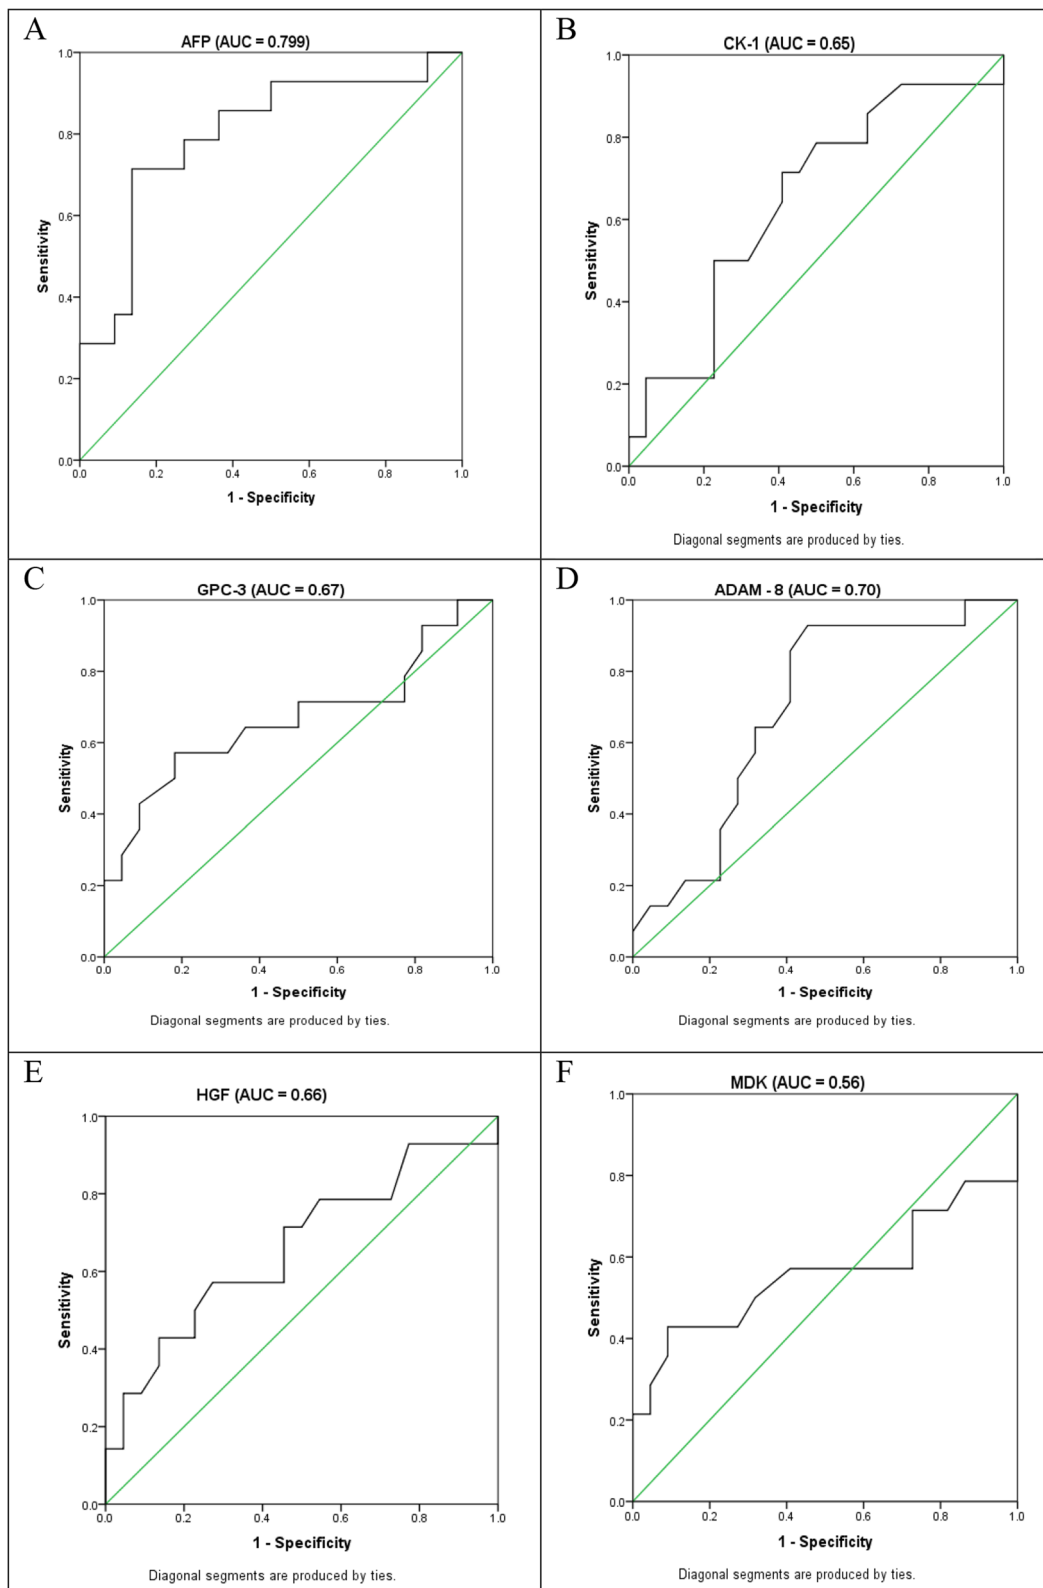 A
AFP (AUC = 0.799)
1.0
0.8
0.6
0.4
0.2
0.0
Sensitivity
0.0 0.2 0.4 0.6 0.8 1.0
1 - Specificity
B
CK-1 (AUC = 0.65)
1.0
0.8
0.6
0.4
0.2
0.0
Sensitivity
0.0 0.2 0.4 0.6 0.8 1.0
1 - Specificity
Diagonal segments are produced by ties.
C
GPC-3 (AUC = 0.67)
1.0
0.8
0.6
0.4
0.2
0.0
Sensitivity
0.0 0.2 0.4 0.6 0.8 1.0
1 - Specificity
Diagonal segments are produced by ties.
D
ADAM - 8 (AUC = 0.70)
1.0
0.8
0.6
0.4
0.2
0.0
Sensitivity
0.0 0.2 0.4 0.6 0.8 1.0
1 - Specificity
Diagonal segments are produced by ties.
E
HGF (AUC = 0.66)
1.0
0.8
0.6
0.4
0.2
0.0
Sensitivity
0.0 0.2 0.4 0.6 0.8 1.0
1 - Specificity
Diagonal segments are produced by ties.
F
MDK (AUC = 0.56)
1.0
0.8
0.6
0.4
0.2
0.0
Sensitivity
0.0 0.2 0.4 0.6 0.8 1.0
1 - Specificity
Diagonal segments are produced by ties.